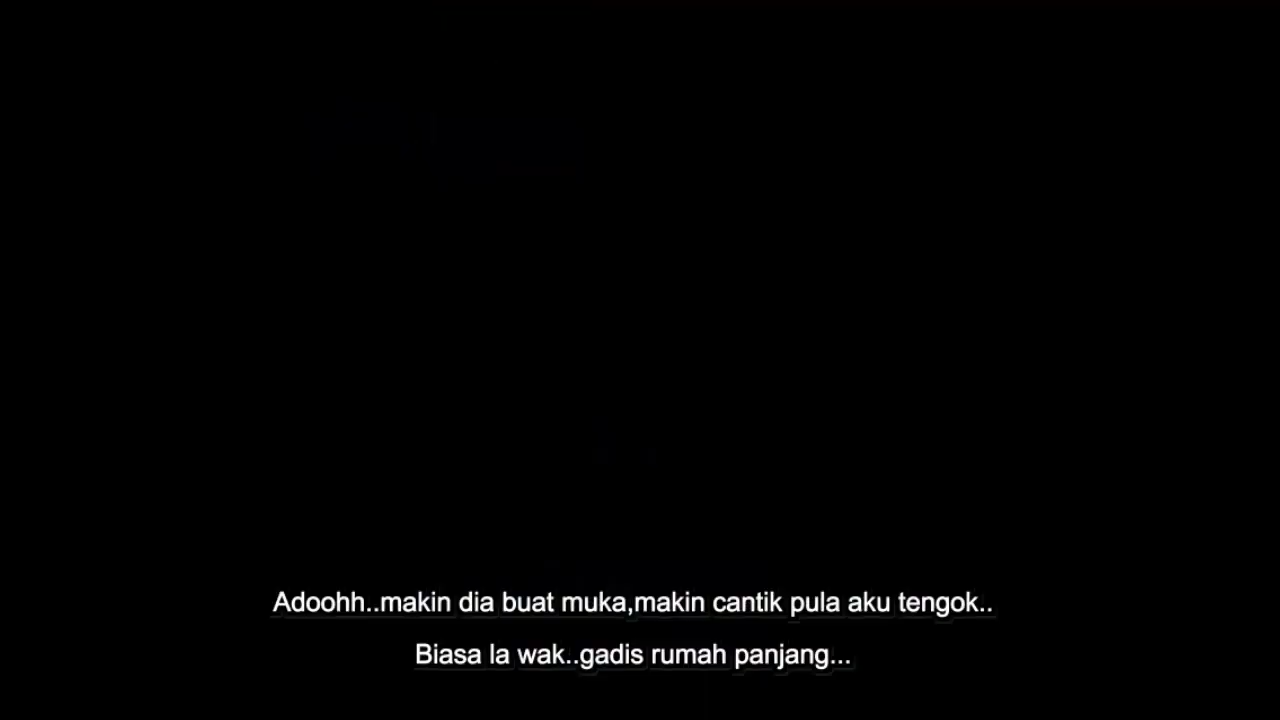 Adoohh..makin dia buat muka,makin cantik pula aku tengok..
Biasa la wak..gadis rumah panjang...